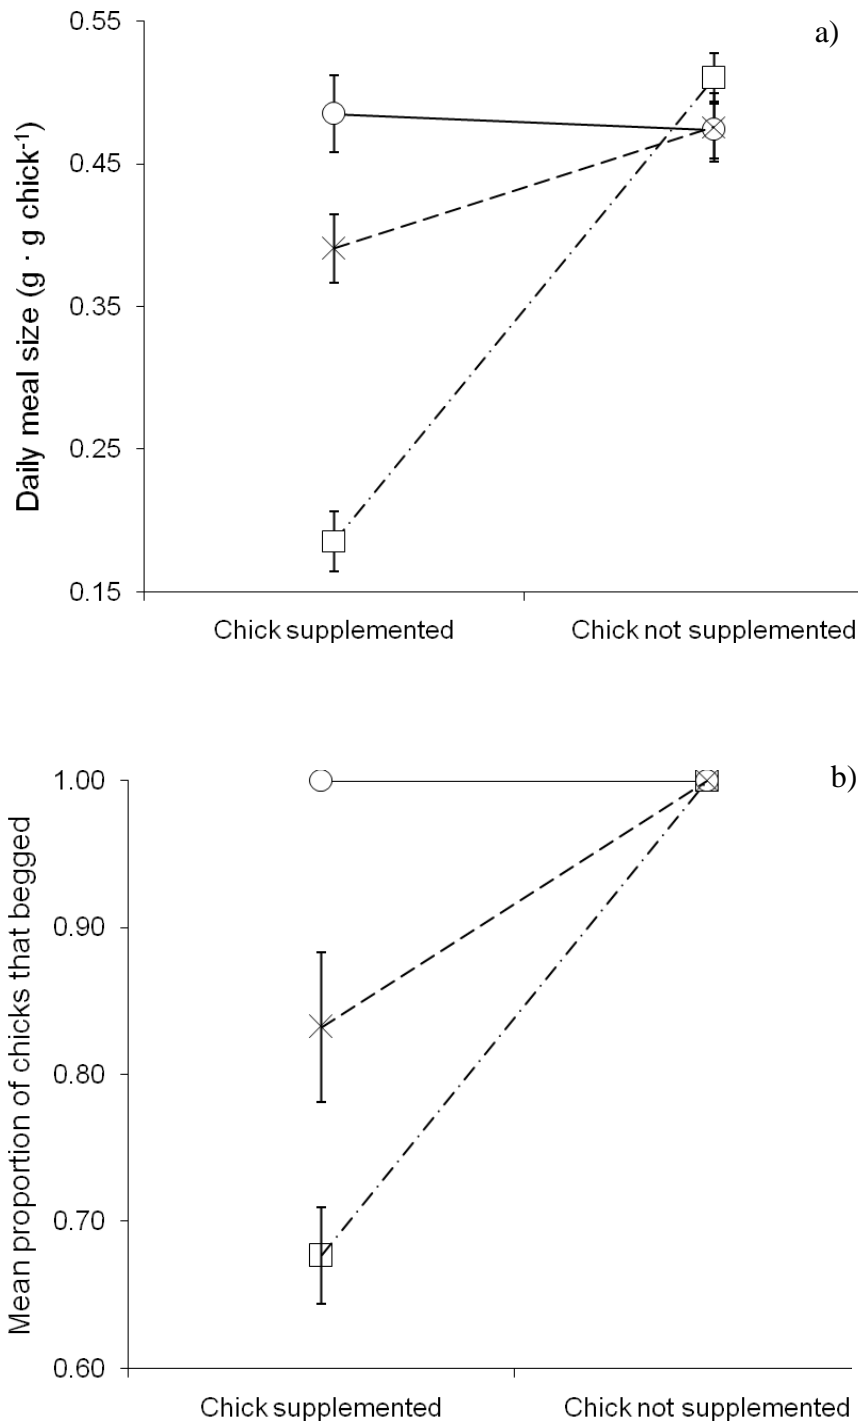 a)
0.55
0.45
0.35
0.25
0.15
Daily meal size (g · g chick⁻¹)
Chick supplemented Chick not supplemented
b)
1.00
0.90
0.80
0.70
0.60
Mean proportion of chicks that begged
Chick supplemented Chick not supplemented